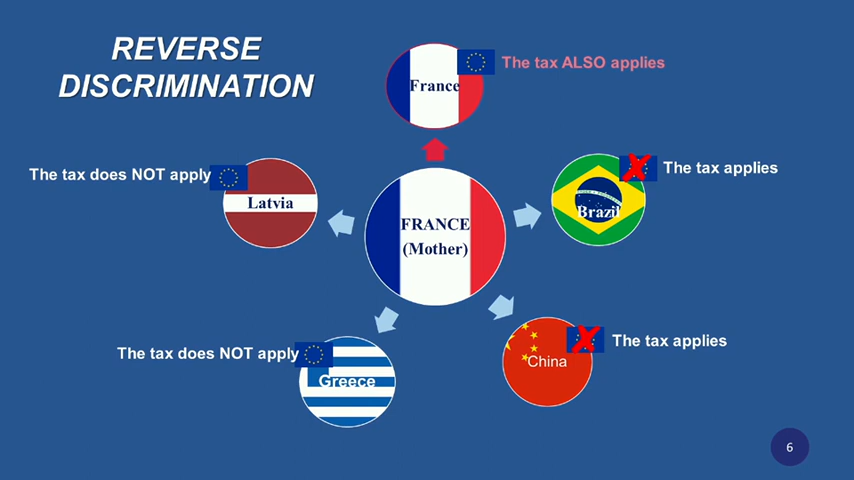 REVERSE
DISCRIMINATION
France
The tax ALSO applies
The tax does NOT apply
Latvia
FRANCE
(Mother)
Brazil
The tax applies
The tax does NOT apply
Greece
China
The tax applies
6